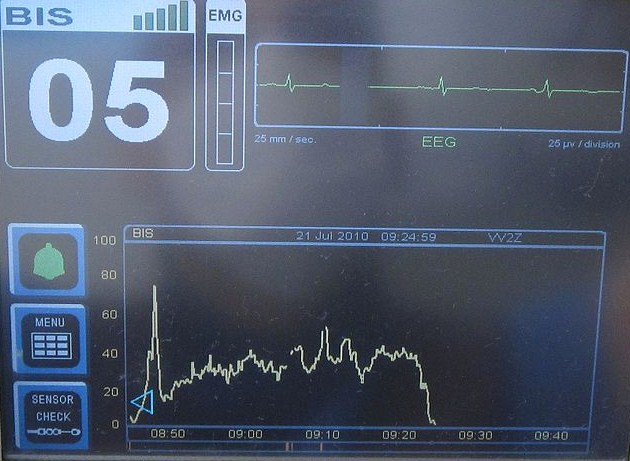 BIS
EMG
05
25 mm / sec.
EEG
25 µv / division
BIS 21 Jul 2010 09:24:59 VV2Z
100
80
60
40
20
0
MENU
SENSOR
CHECK
08:50 09:00 09:10 09:20 09:30 09:40